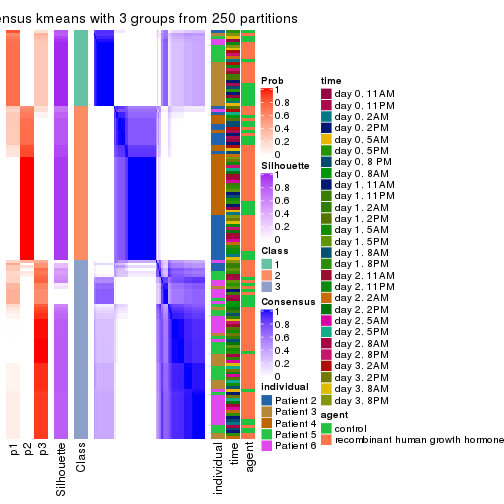 nsus kmeans with 3 groups from 250 partitions
p1
p2
p3
Silhouette
Class
individual
time
agent
Prob
1
0.8
0.6
0.4
0.2
0
Silhouette
1
0.8
0.6
0.4
0.2
0
Class
1
2
3
Consensus
1
0.8
0.6
0.4
0.2
0
individual
Patient 2
Patient 3
Patient 4
Patient 5
Patient 6
time
day 0. 11AM
day 0. 11PM
day 0. 2AM
day 0. 2PM
day 0. 5AM
day 0. 5PM
day 0. 8 PM
day 0. 8AM
day 1. 11AM
day 1. 11PM
day 1. 2AM
day 1. 2PM
day 1. 5AM
day 1. 5PM
day 1. 8AM
day 1. 8PM
day 2. 11AM
day 2. 11PM
day 2. 2AM
day 2. 2PM
day 2. 5AM
day 2. 5PM
day 2. 8AM
day 2. 8PM
day 3. 2AM
day 3. 2PM
day 3. 8AM
day 3. 8PM
agent
control
recombinant human growth hormone